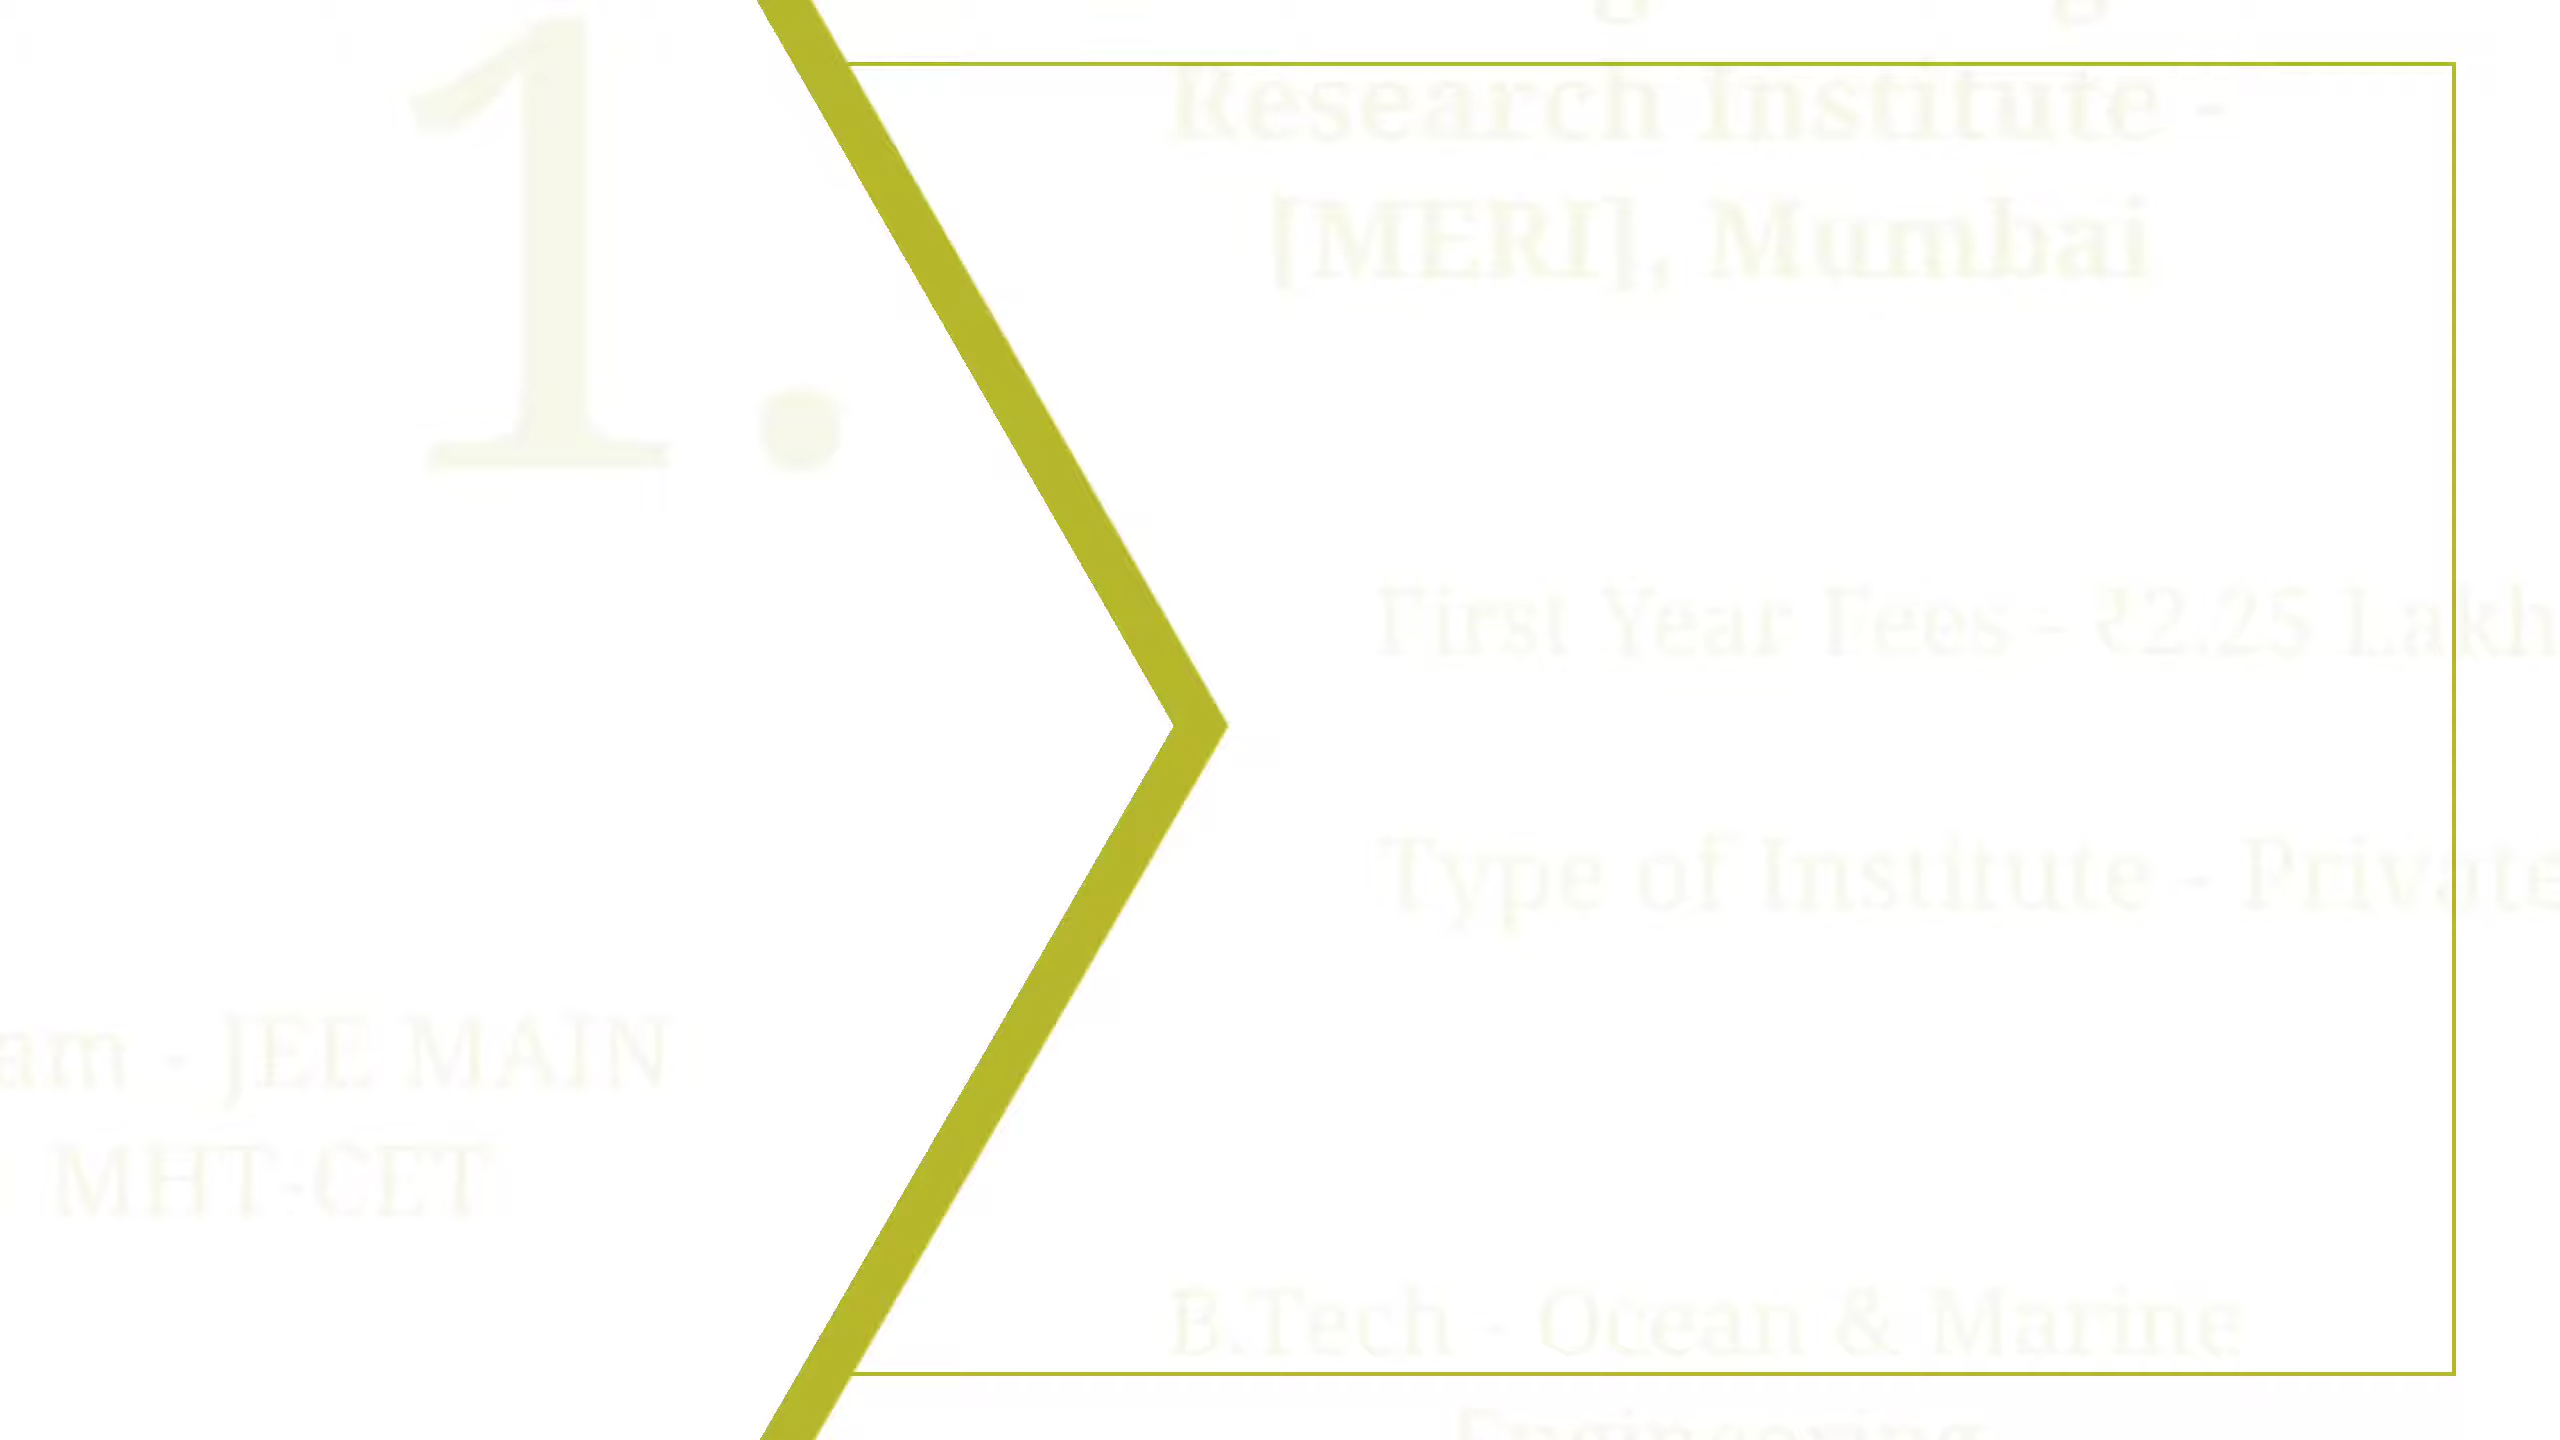 1.
Research Institute -
[MERI], Mumbai
First Year Fees - ₹2.25 Lakh
Type of Institute - Private
am - JEE MAIN
MHT-CET
B.Tech - Ocean & Marine
Engineering